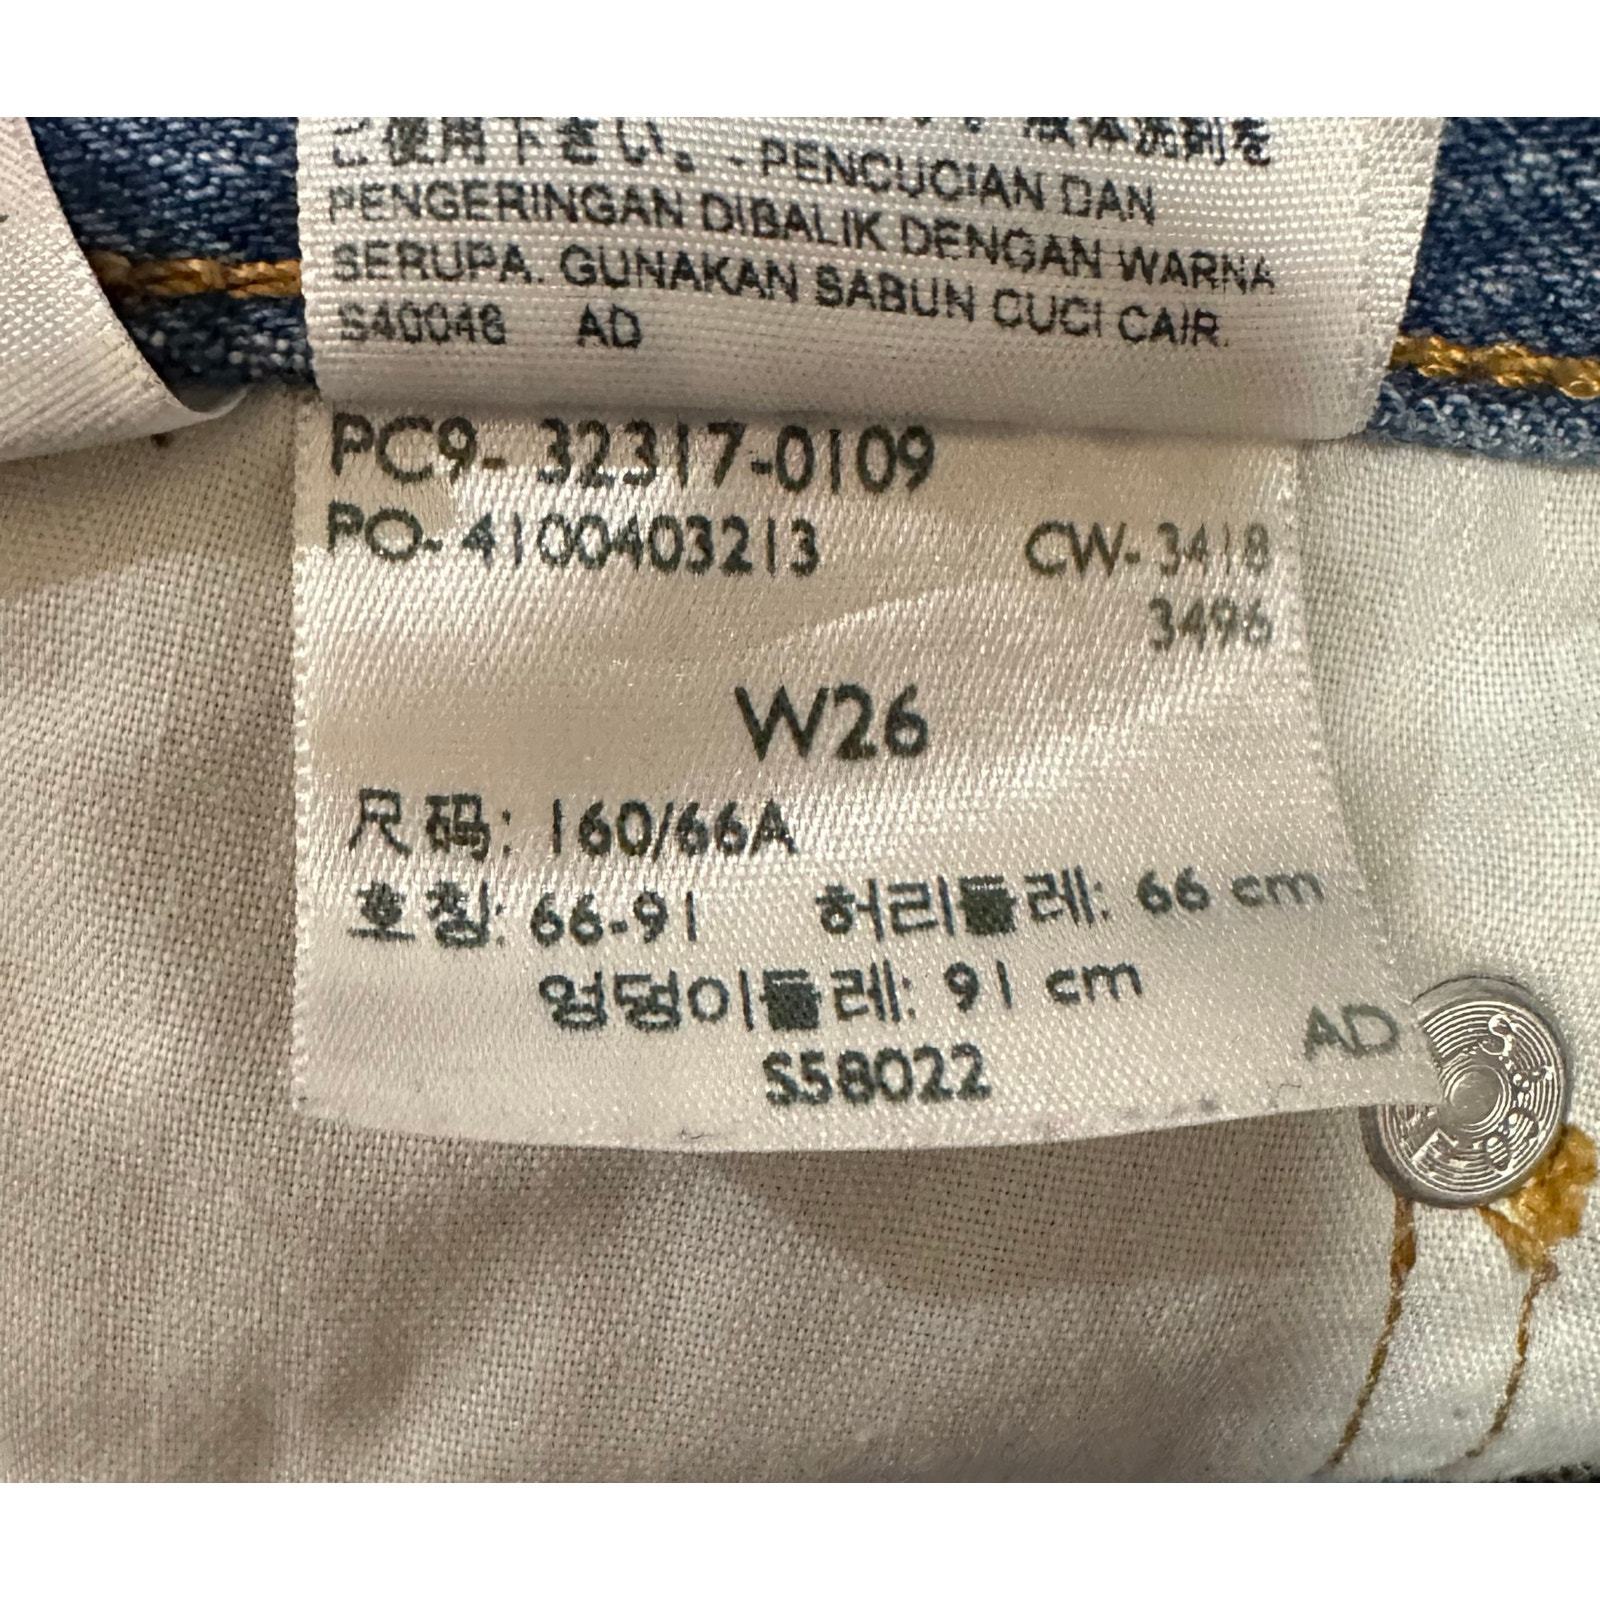 ご使用下さい。 - PENCUCIAN DAN
PENGERINGAN DIBALIK DENGAN WARNA
SERUPA. GUNAKAN SABUN CUCI CAIR.
S40046 AD
PC9- 32317-0109
PO- 4100403213 CW- 3418
3496
W26
尺码: 160/66A
호칭: 66-91 허리둘레: 66 cm
엉덩이둘레: 91 cm
S58022
AD